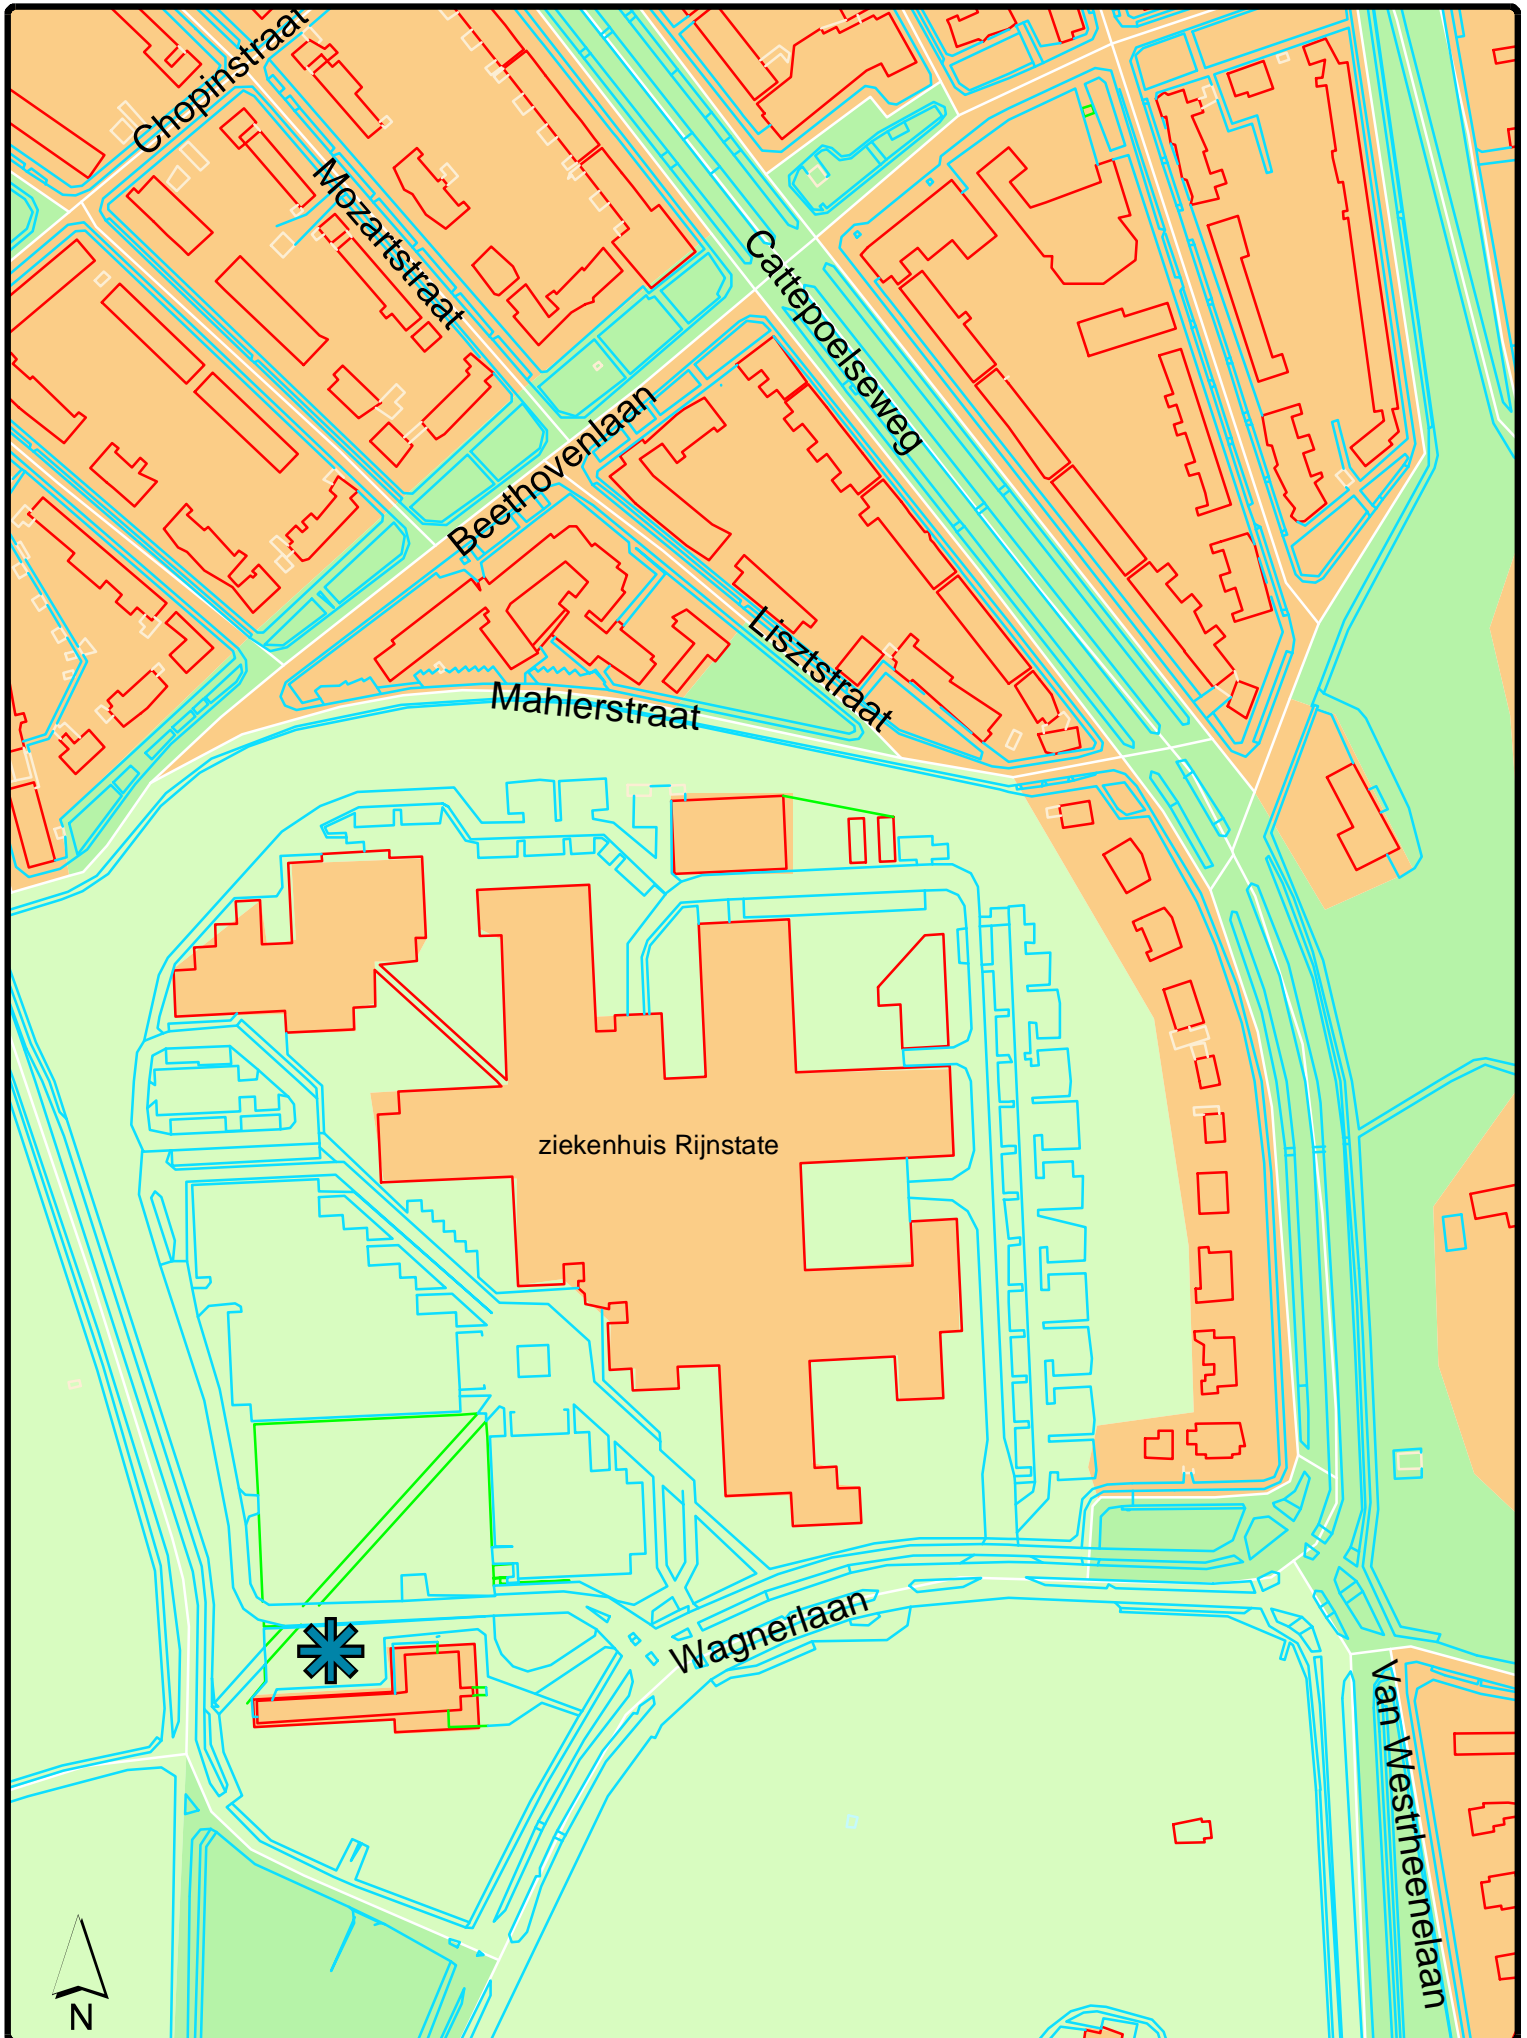 Chopinstraat
Mozartstraat
Cattepoelseweg
Beethovenlaan
Lisztstraat
Mahlerstraat
ziekenhuis Rijnstate
Wagnerlaan
Van Westrheenelaan
N